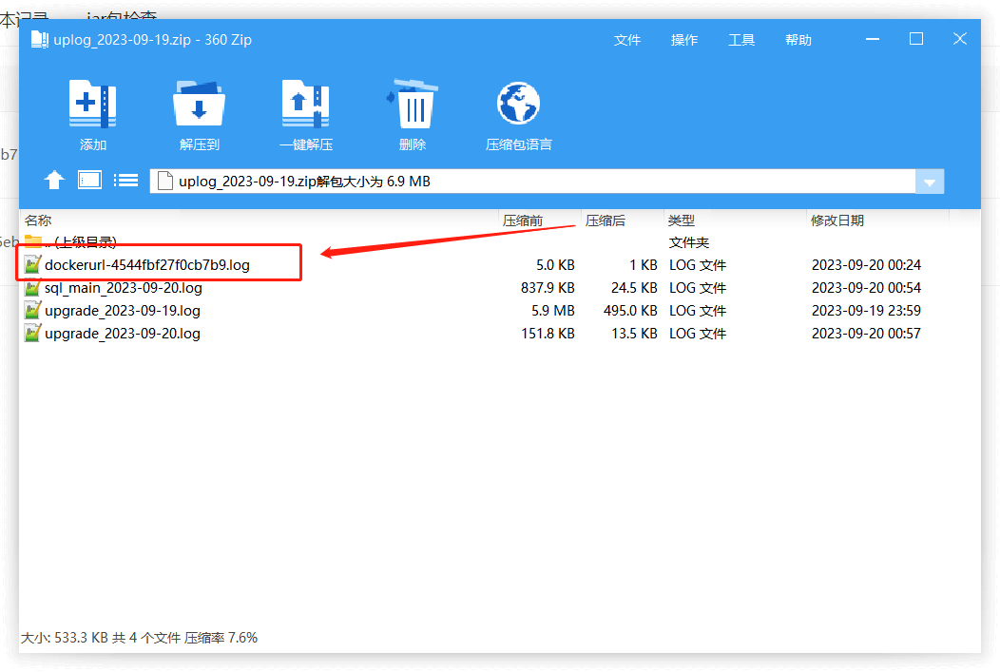 本记录 jar包检查
uplog_2023-09-19.zip - 360 Zip 文件 操作 工具 帮助
添加 解压到 一键解压 删除 压缩包语言
b7
uplog_2023-09-19.zip解包大小为 6.9 MB
名称 压缩前 压缩后 类型 修改日期
.. (上级目录) 文件夹
dockerurl-4544fbf27f0cb7b9.log 5.0 KB 1 KB LOG 文件 2023-09-20 00:24
sql_main_2023-09-20.log 837.9 KB 24.5 KB LOG 文件 2023-09-20 00:54
upgrade_2023-09-19.log 5.9 MB 495.0 KB LOG 文件 2023-09-19 23:59
upgrade_2023-09-20.log 151.8 KB 13.5 KB LOG 文件 2023-09-20 00:57
大小: 533.3 KB 共 4 个文件 压缩率 7.6%